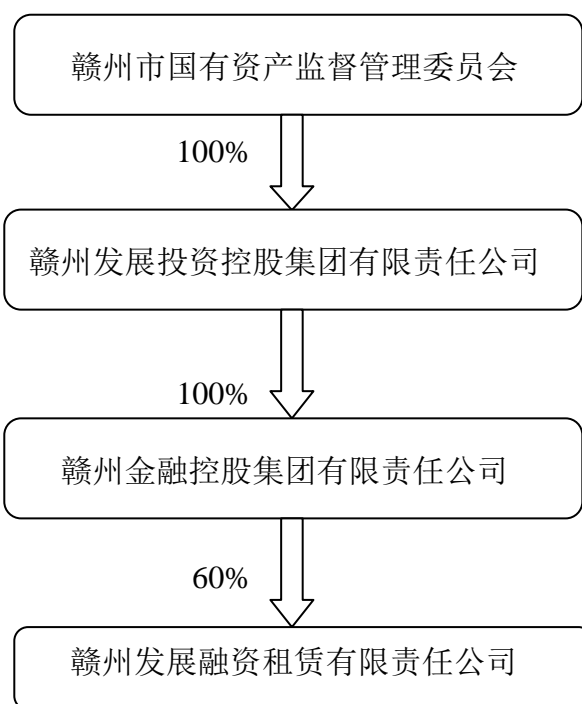 赣州市国有资产监督管理委员会
100%
赣州发展投资控股集团有限责任公司
100%
赣州金融控股集团有限责任公司
60%
赣州发展融资租赁有限责任公司